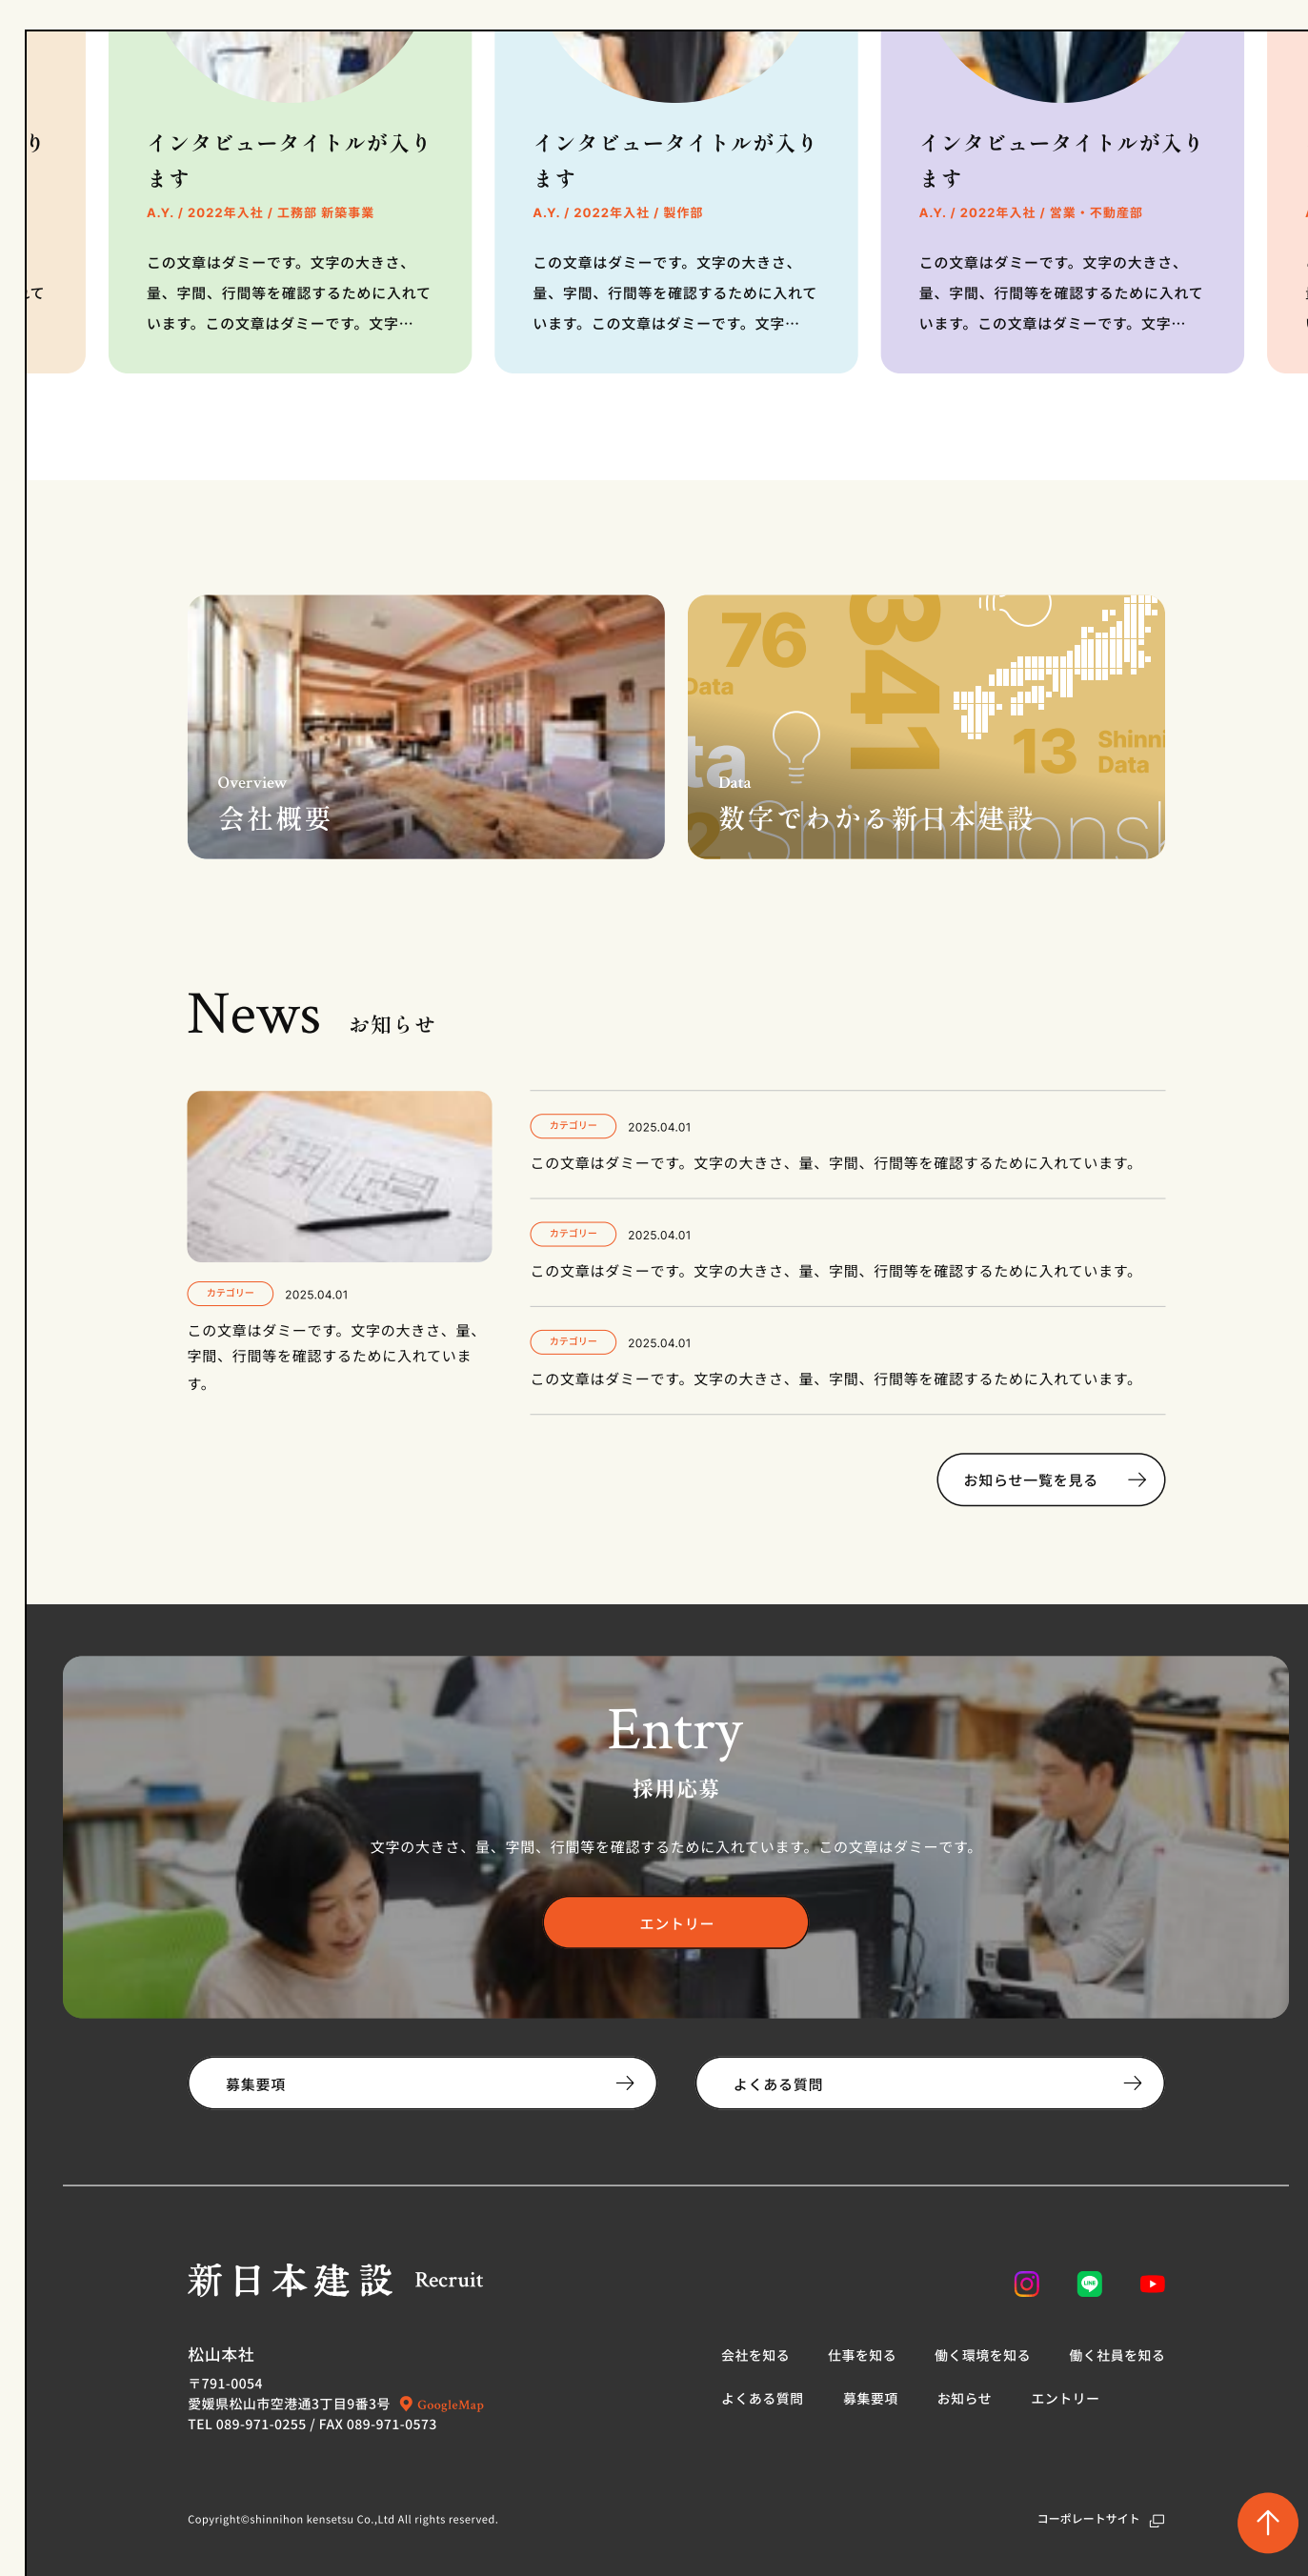 り
インタビュータイトルが入り
ます
A.Y. / 2022年入社 / 工務部 新築事業
この文章はダミーです。文字の大きさ、
量、字間、行間等を確認するために入れて
います。この文章はダミーです。文字…
インタビュータイトルが入り
ます
A.Y. / 2022年入社 / 製作部
この文章はダミーです。文字の大きさ、
量、字間、行間等を確認するために入れて
います。この文章はダミーです。文字…
インタビュータイトルが入り
ます
A.Y. / 2022年入社 / 営業・不動産部
この文章はダミーです。文字の大きさ、
量、字間、行間等を確認するために入れて
います。この文章はダミーです。文字…
Overview
会社概要
76
Data
341
13
Shinni
Data
ta
2
Shinnihonsk
Data
数字でわかる新日本建設
News お知らせ
カテゴリー 2025.04.01
この文章はダミーです。文字の大きさ、量、
字間、行間等を確認するために入れていま
す。
カテゴリー 2025.04.01
この文章はダミーです。文字の大きさ、量、字間、行間等を確認するために入れています。
カテゴリー 2025.04.01
この文章はダミーです。文字の大きさ、量、字間、行間等を確認するために入れています。
カテゴリー 2025.04.01
この文章はダミーです。文字の大きさ、量、字間、行間等を確認するために入れています。
お知らせ一覧を見る
Entry
採用応募
文字の大きさ、量、字間、行間等を確認するために入れています。この文章はダミーです。
エントリー
募集要項
よくある質問
新日本建設 Recruit
LINE
松山本社
〒791-0054
愛媛県松山市空港通3丁目9番3号 GoogleMap
TEL 089-971-0255 / FAX 089-971-0573
会社を知る 仕事を知る 働く環境を知る 働く社員を知る
よくある質問 募集要項 お知らせ エントリー
Copyright©shinnihon kensetsu Co.,Ltd All rights reserved.
コーポレートサイト